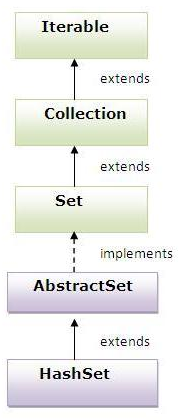 Iterable
extends
Collection
extends
Set
implements
AbstractSet
extends
HashSet